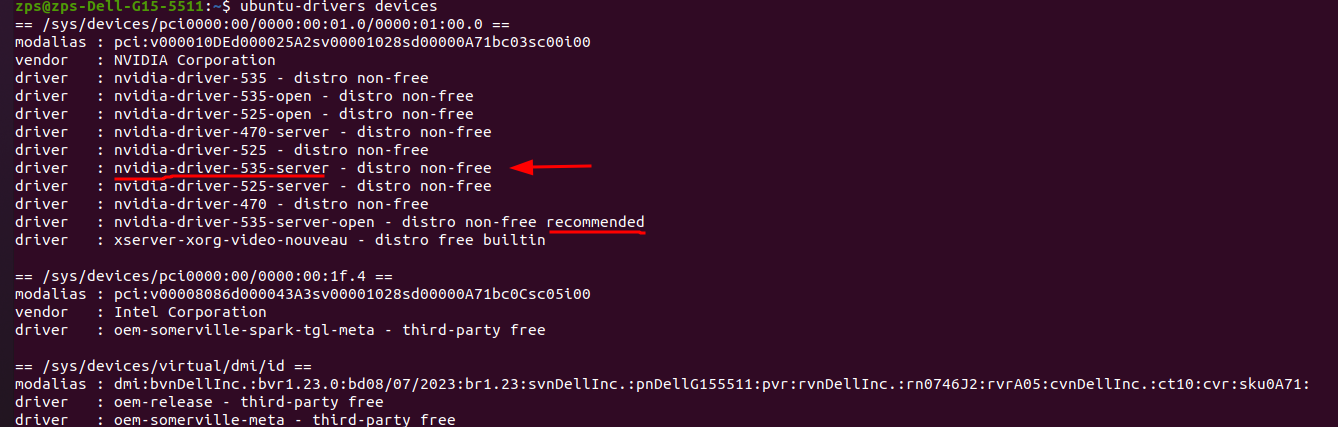 zps@zps-Dell-G15-5511:~$ ubuntu-drivers devices
== /sys/devices/pci0000:00/0000:00:01.0/0000:01:00.0 ==
modalias : pci:v000010DEd000025A2sv00001028sd00000A71bc03sc00i00
vendor   : NVIDIA Corporation
driver   : nvidia-driver-535 - distro non-free
driver   : nvidia-driver-535-open - distro non-free
driver   : nvidia-driver-525-open - distro non-free
driver   : nvidia-driver-470-server - distro non-free
driver   : nvidia-driver-525 - distro non-free
driver   : nvidia-driver-535-server - distro non-free
driver   : nvidia-driver-525-server - distro non-free
driver   : nvidia-driver-470 - distro non-free
driver   : nvidia-driver-535-server-open - distro non-free recommended
driver   : xserver-xorg-video-nouveau - distro free builtin

== /sys/devices/pci0000:00/0000:00:1f.4 ==
modalias : pci:v00008086d000043A3sv00001028sd00000A71bc0Csc05i00
vendor   : Intel Corporation
driver   : oem-somerville-spark-tgl-meta - third-party free

== /sys/devices/virtual/dmi/id ==
modalias : dmi:bvnDellInc.:bvr1.23.0:bd08/07/2023:br1.23:svnDellInc.:pnDellG155511:pvr:rvnDellInc.:rn0746J2:rvrA05:cvnDellInc.:ct10:cvr:sku0A71:
driver   : oem-release - third-party free
driver   : oem-somerville-meta - third-party free